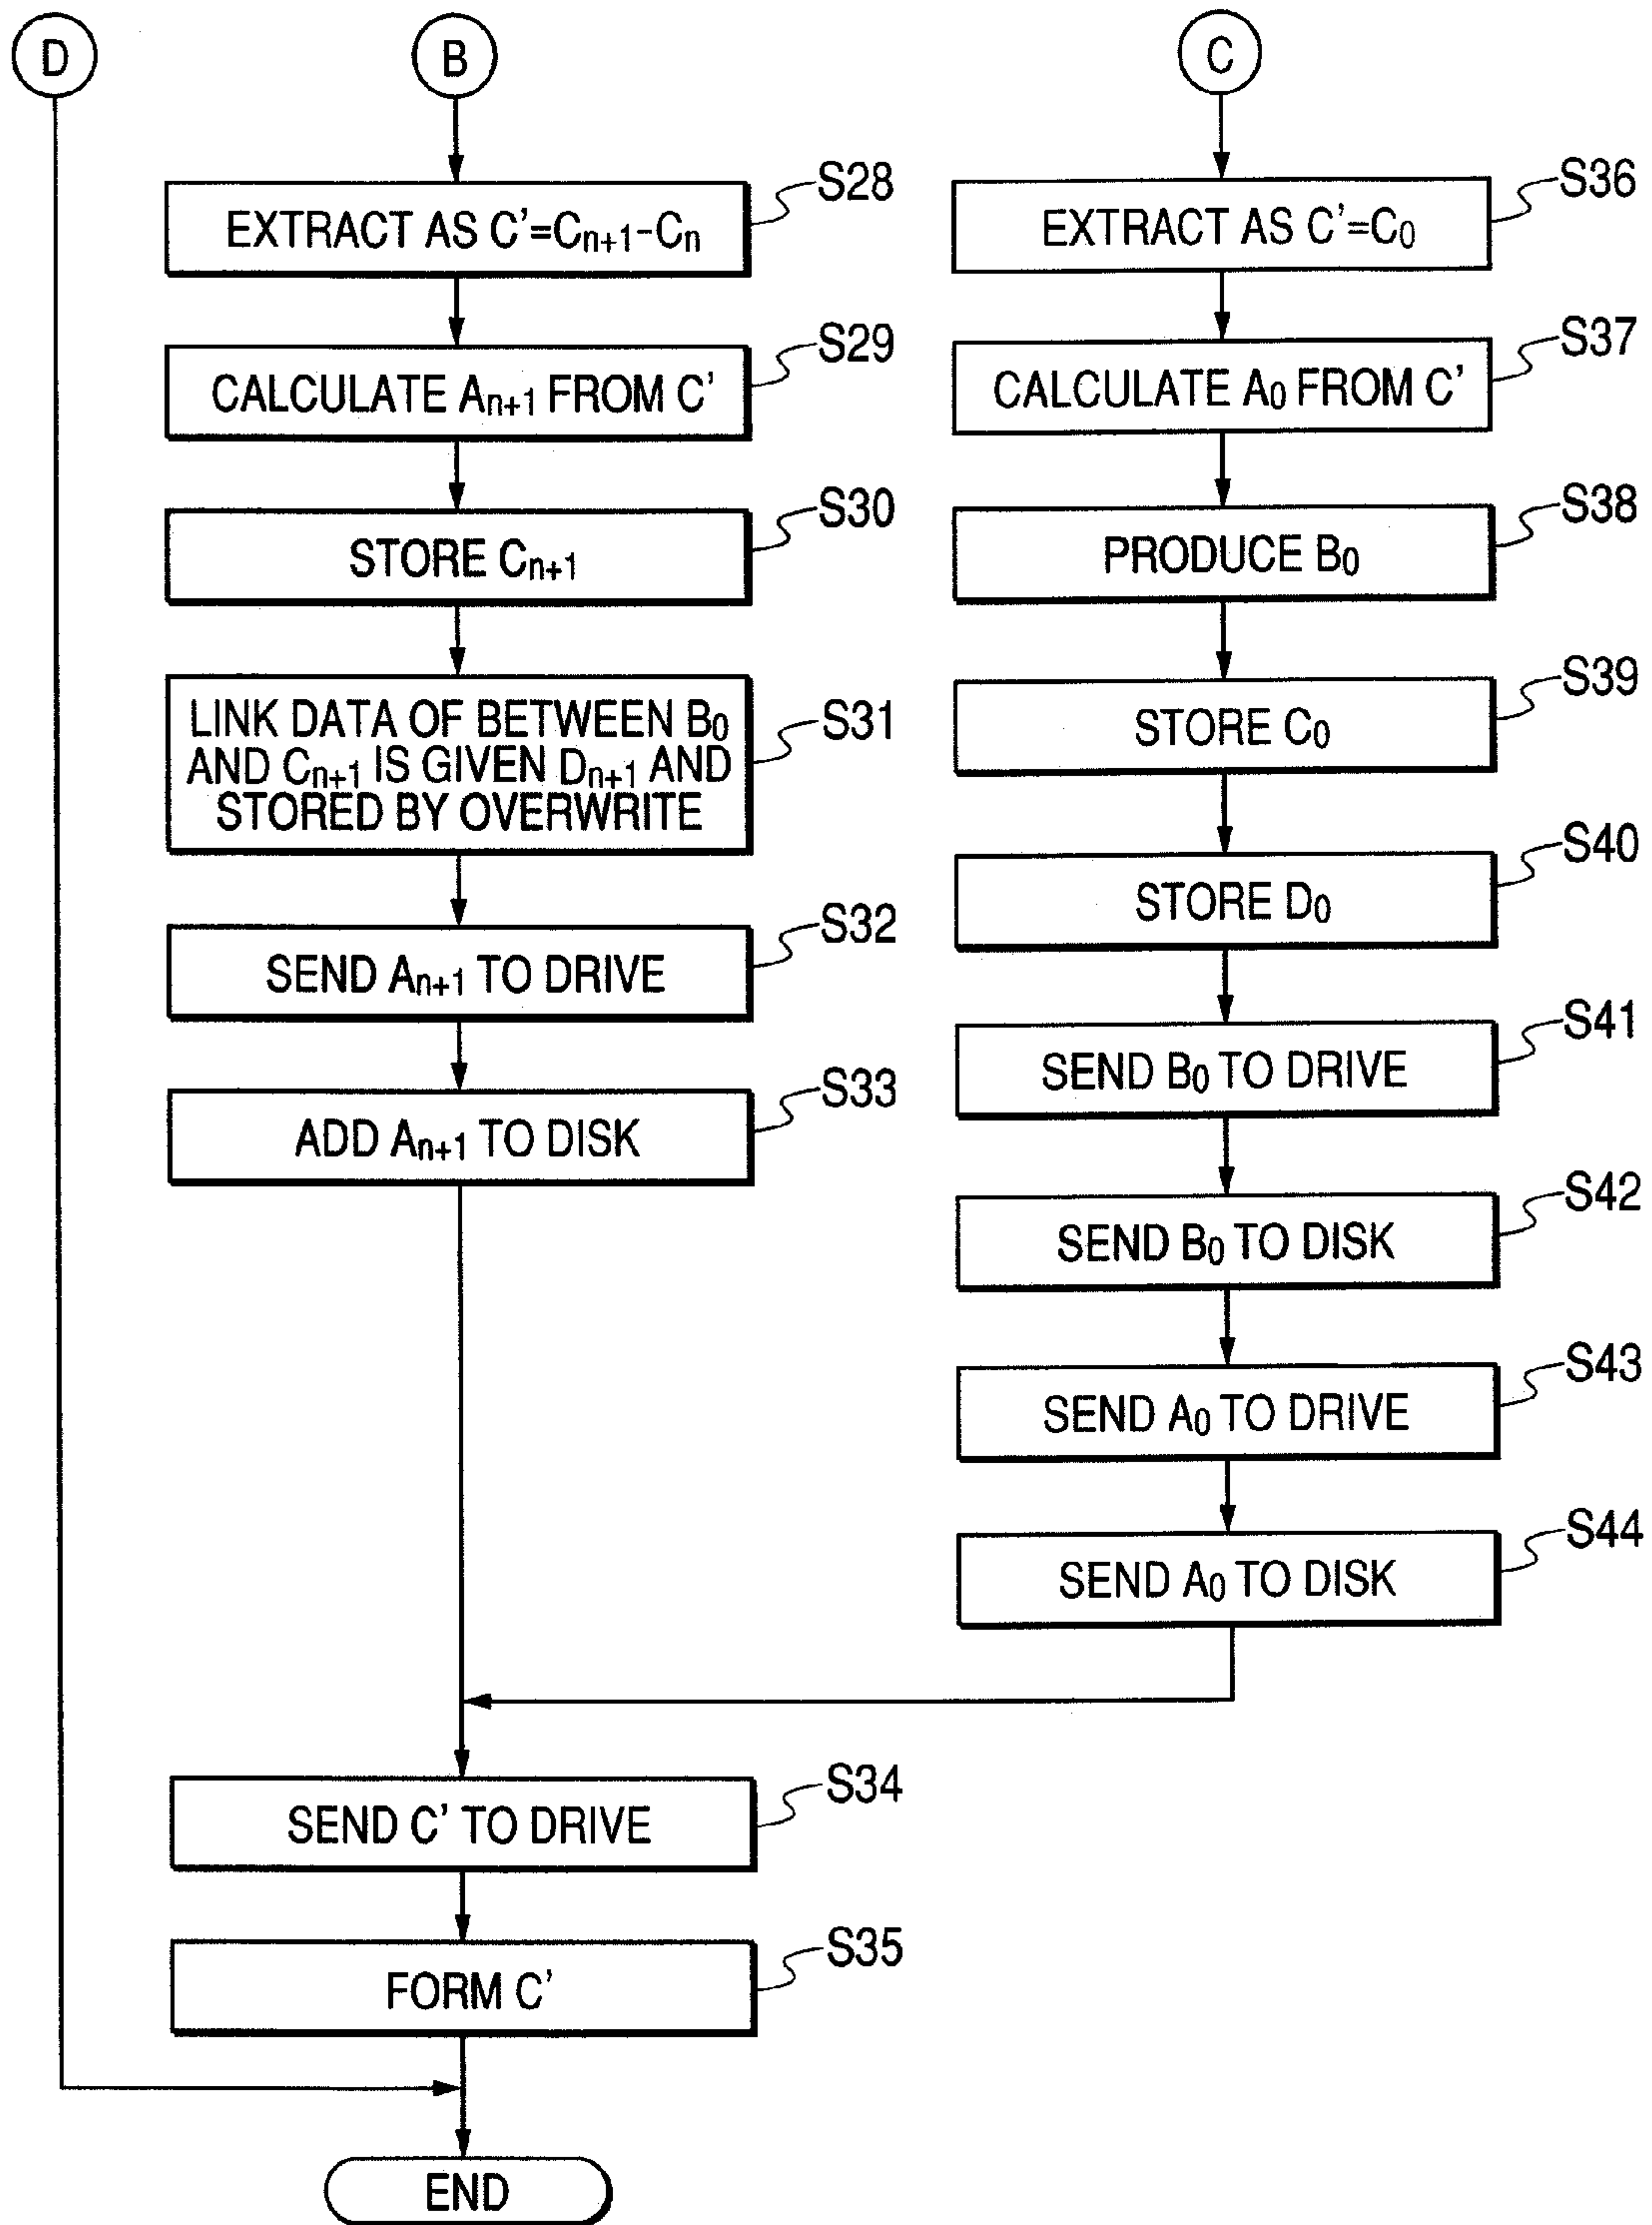 D
B
C
S28
EXTRACT AS C'=Cn+1-Cn
S29
CALCULATE An+1 FROM C'
S30
STORE Cn+1
S31
LINK DATA OF BETWEEN B0
AND Cn+1 IS GIVEN Dn+1 AND
STORED BY OVERWRITE
S32
SEND An+1 TO DRIVE
S33
ADD An+1 TO DISK
S36
EXTRACT AS C'=C0
S37
CALCULATE A0 FROM C'
S38
PRODUCE B0
S39
STORE C0
S40
STORE D0
S41
SEND B0 TO DRIVE
S42
SEND B0 TO DISK
S43
SEND A0 TO DRIVE
S44
SEND A0 TO DISK
S34
SEND C' TO DRIVE
S35
FORM C'
END